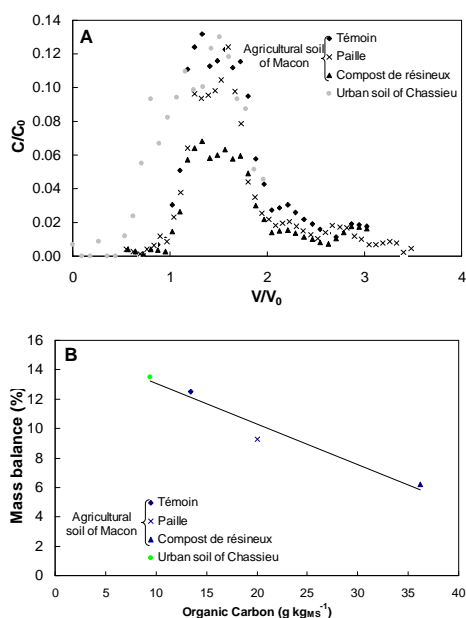 A
0.14
0.12
0.10
0.08
0.06
0.04
0.02
0.00
C/C0
0
1
2
3
4
V/V0
Agricultural soil of Macon
Témoin
Paille
Compost de résineux
Urban soil of Chassieu
B
16
14
12
10
8
6
4
2
0
Mass balance (%)
Agricultural soil of Macon
Témoin
Paille
Compost de résineux
Urban soil of Chassieu
0
5
10
15
20
25
30
35
40
Organic Carbon (g kgMS-1)